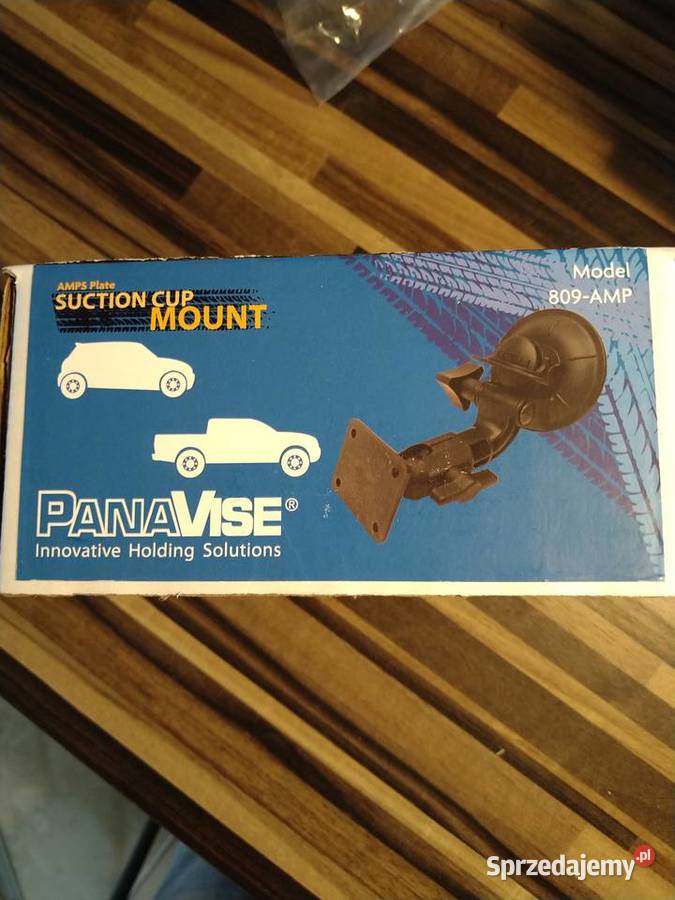 AMPS Plate
SUCTION CUP
MOUNT
Model
809-AMP
PANAVISE®
Innovative Holding Solutions
Sprzedajemy.pl